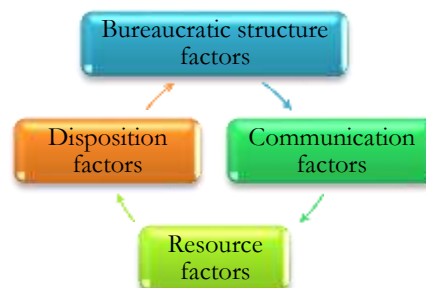 Bureaucratic structure
factors
Disposition
factors
Communication
factors
Resource
factors